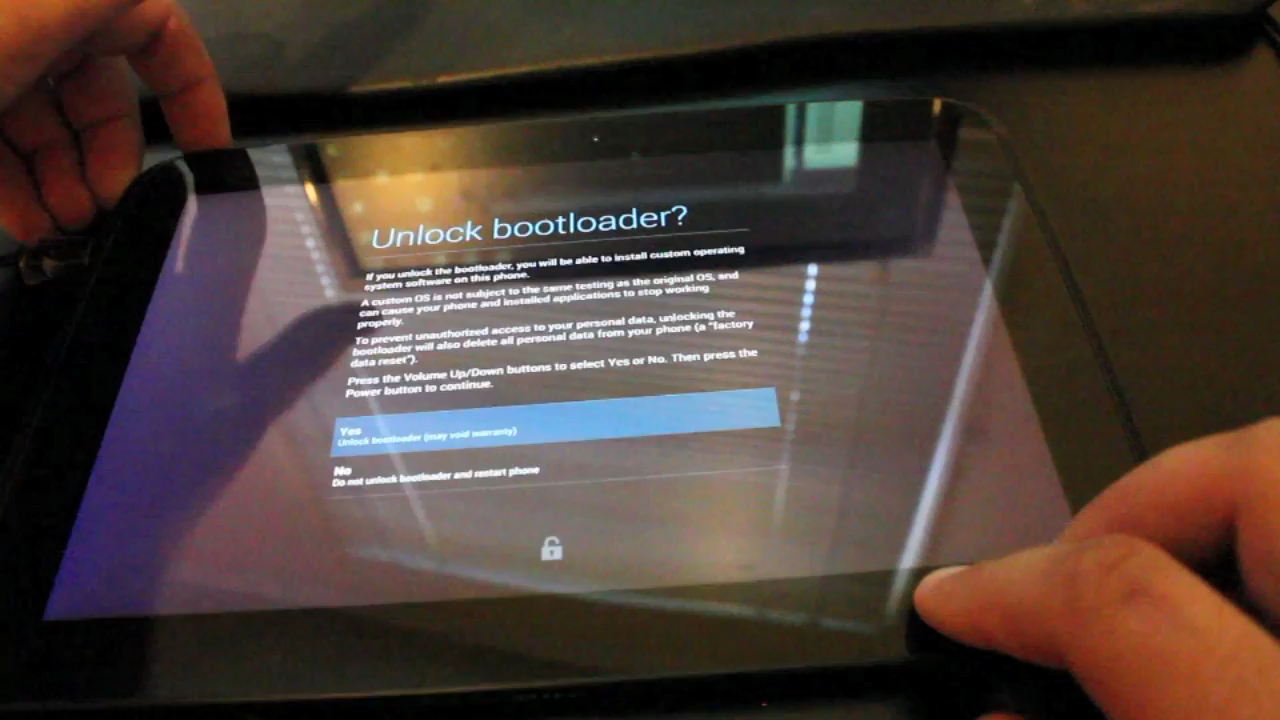 Unlock bootloader?
If you unlock the bootloader, you will be able to install custom operating
system software on this phone.
A custom OS is not subject to the same testing as the original OS, and
can cause your phone and installed applications to stop working
properly.
To prevent unauthorized access to your personal data, unlocking the
bootloader will also delete all personal data from your phone (a "factory
data reset").
Press the Volume Up/Down buttons to select Yes or No. Then press the
Power button to continue.
Yes
Unlock bootloader (may void warranty)
No
Do not unlock bootloader and restart phone